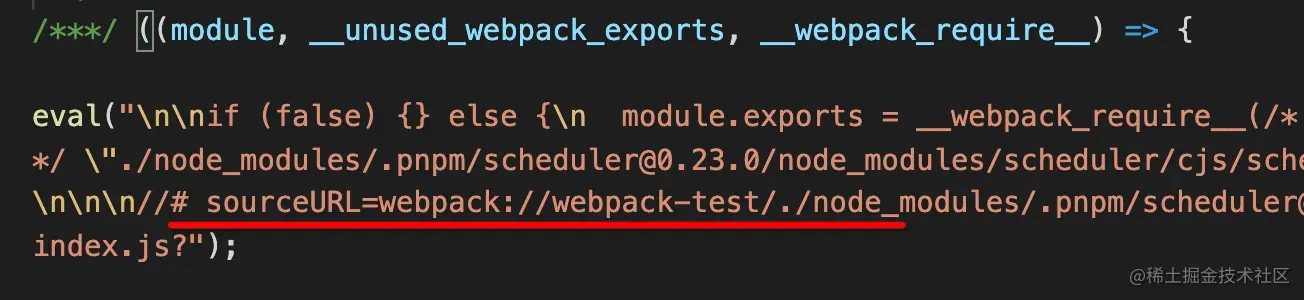 /***/ ((module, __unused_webpack_exports, __webpack_require__) => {
eval("\n\nif (false) {} else {\n  module.exports = __webpack_require__(/*
*/ \"./node_modules/.pnpm/scheduler@0.23.0/node_modules/scheduler/cjs/sche
\n\n\n//# sourceURL=webpack://webpack-test/./node_modules/.pnpm/scheduler@
index.js?");
@稀土掘金技术社区